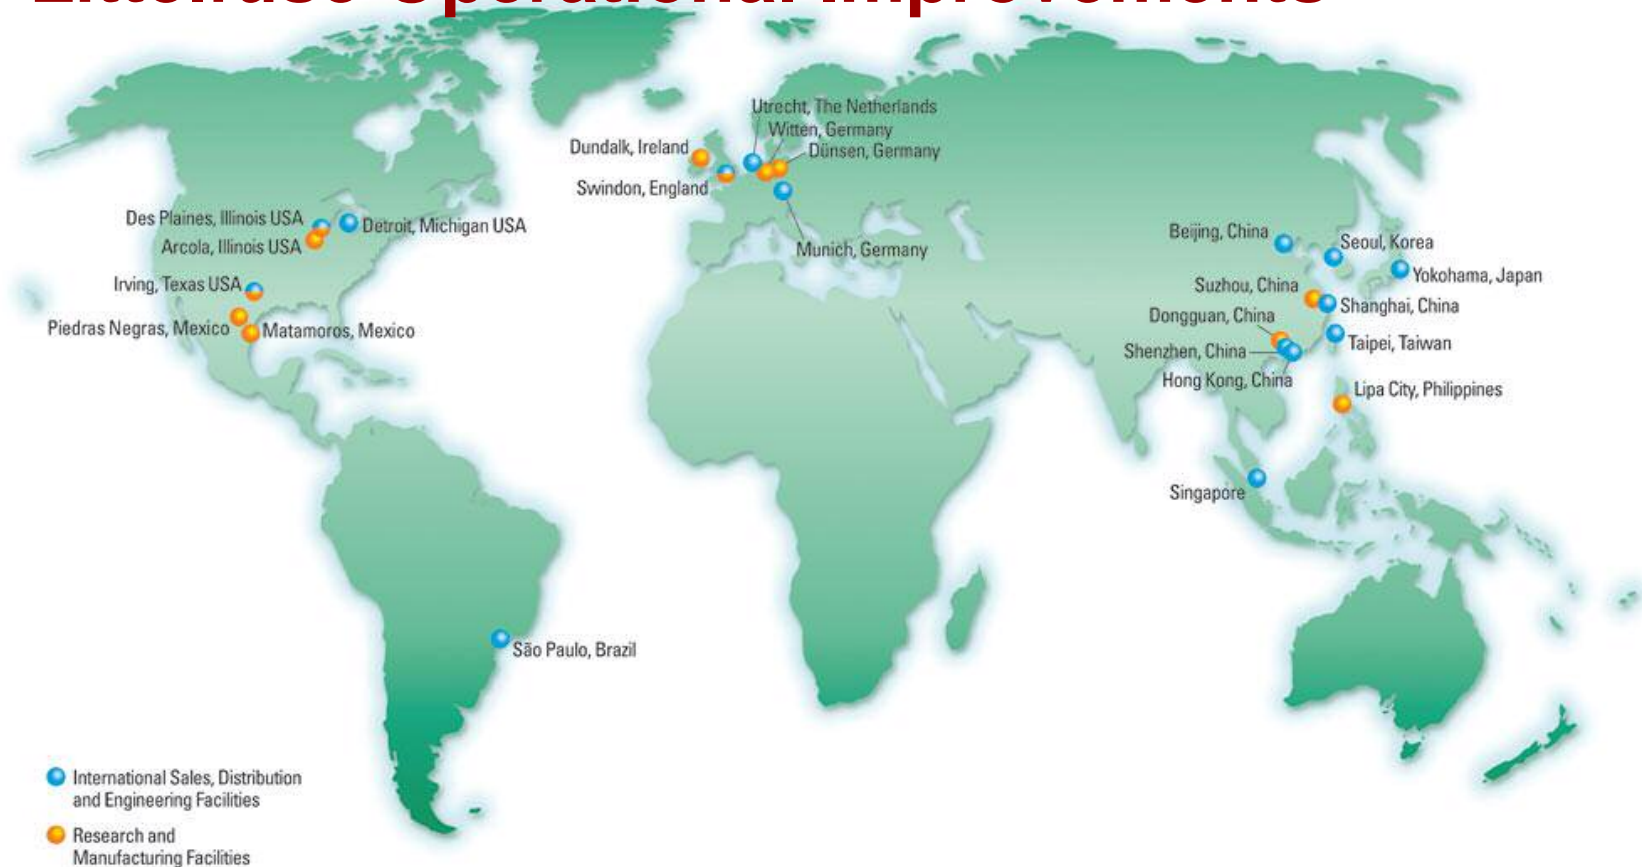 Littelfuse Operational Improvements
Utrecht, The Netherlands
Witten, Germany
Dünsen, Germany
Dundalk, Ireland
Swindon, England
Munich, Germany
Des Plaines, Illinois USA
Detroit, Michigan USA
Arcola, Illinois USA
Irving, Texas USA
Piedras Negras, Mexico
Matamoros, Mexico
Beijing, China
Seoul, Korea
Yokohama, Japan
Suzhou, China
Shanghai, China
Dongguan, China
Taipei, Taiwan
Shenzhen, China
Hong Kong, China
Lipa City, Philippines
Singapore
São Paulo, Brazil
International Sales, Distribution
and Engineering Facilities
Research and
Manufacturing Facilities